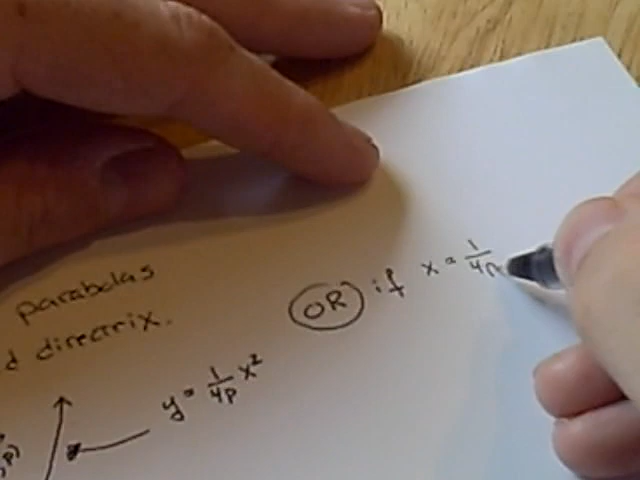 parabolas
d directrix.
OR if x = 1/4p
y = 1/4p x²